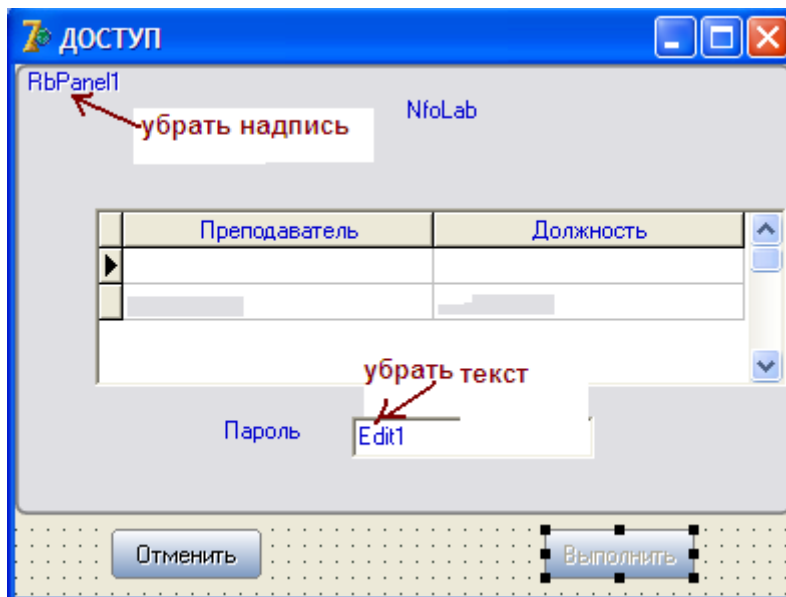 ДОСТУП
RbPanel1
убрать надпись
NfoLab
Преподаватель Должность
убрать текст
Пароль Edit1
Отменить Выполнить